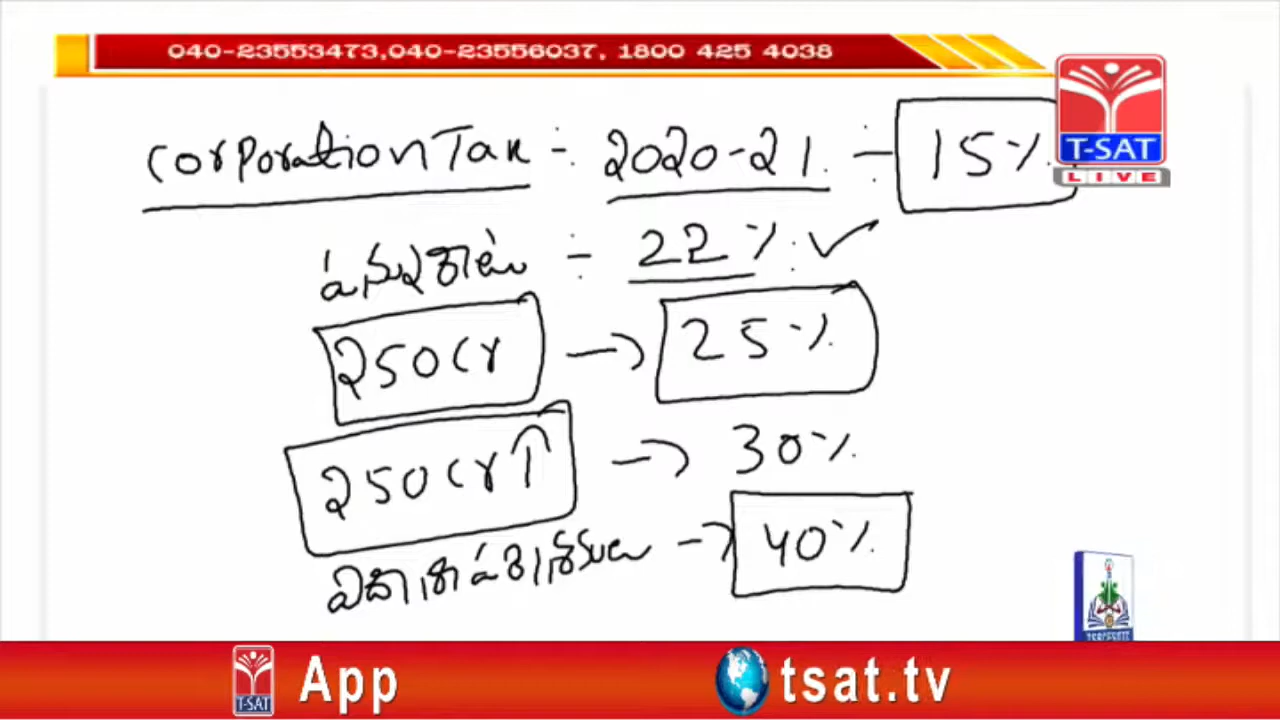 040-23553473,040-23556037, 1800 425 4038
Corporation Tax ÷ 2020-21 ÷ 15%
T-SAT
LIVE
÷ 22% ✓
250Cr → 25%
250Cr↑ → 30%
→ 40%
T-SAT App tsat.tv